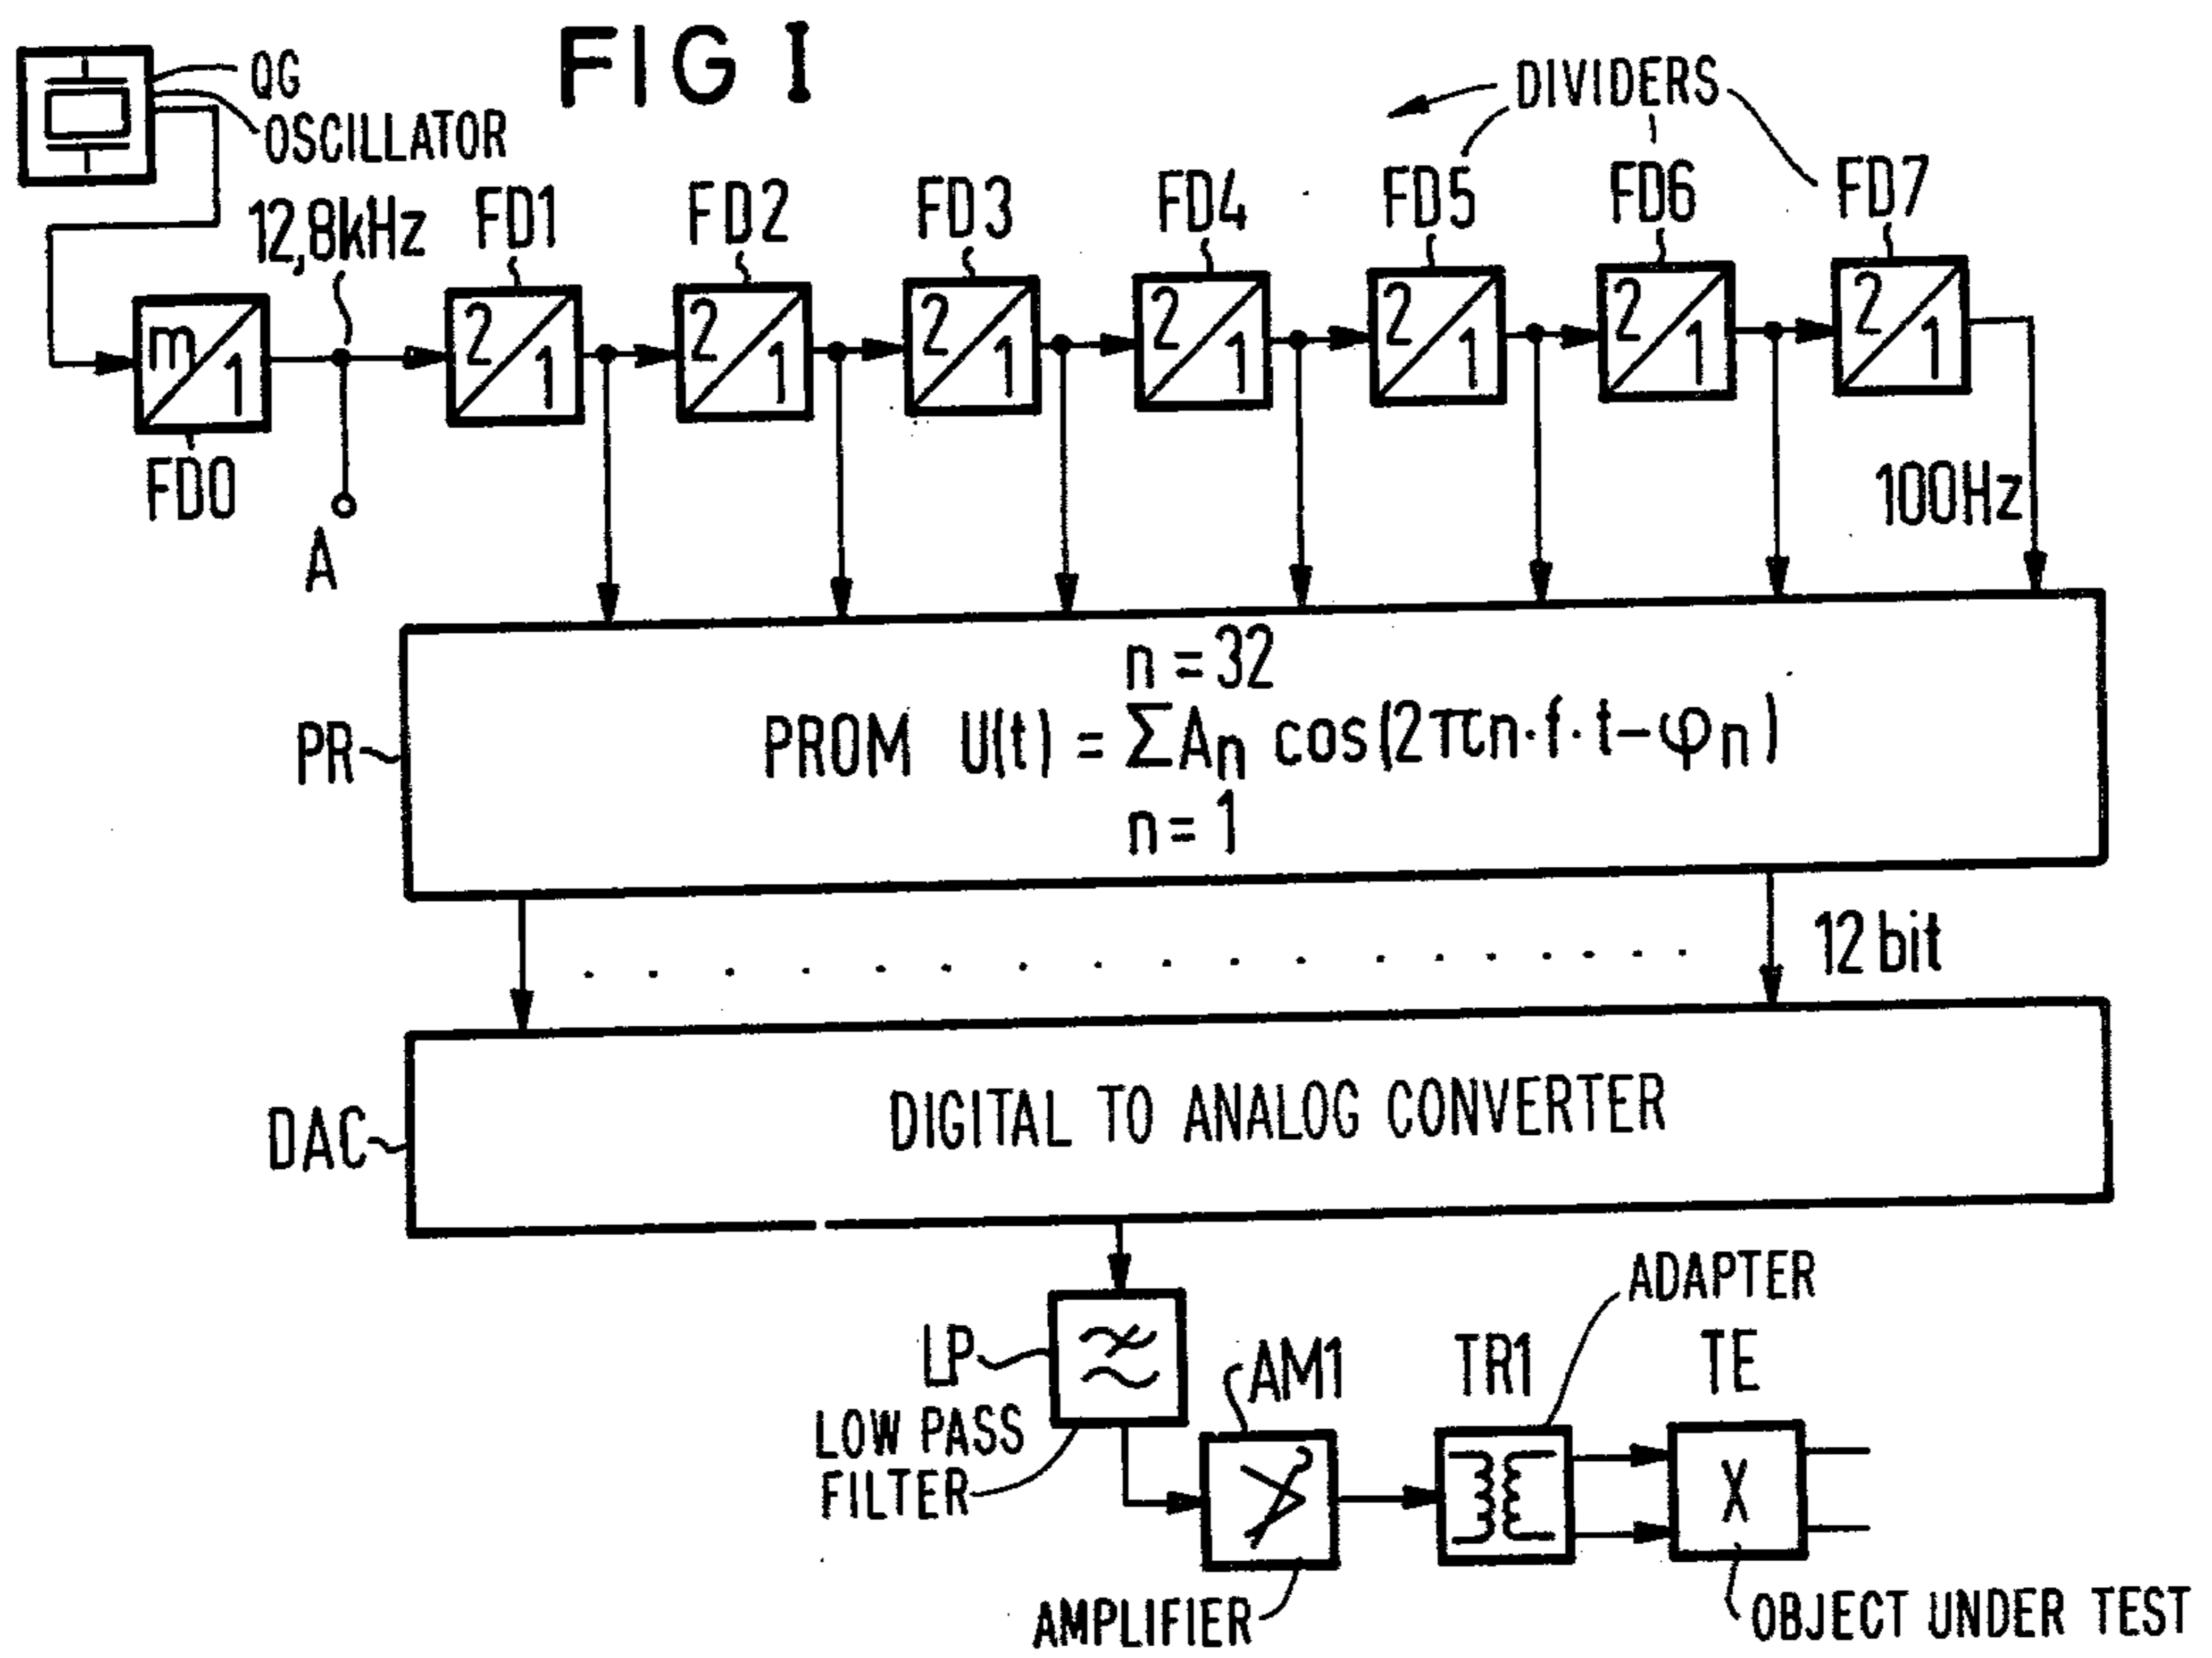 FIG 1
QG
OSCILLATOR
DIVIDERS
12,8kHz
FD1
FD2
FD3
FD4
FD5
FD6
FD7
m
1
2
1
2
1
2
1
2
1
2
1
2
1
2
1
FD0
A
100Hz
n = 32
PR
PROM U(t) = ΣAn cos(2πn·f·t-φn)
n = 1
12 bit
DAC
DIGITAL TO ANALOG CONVERTER
ADAPTER
LP
AM1
TR1
TE
LOW PASS
FILTER
X
AMPLIFIER
OBJECT UNDER TEST